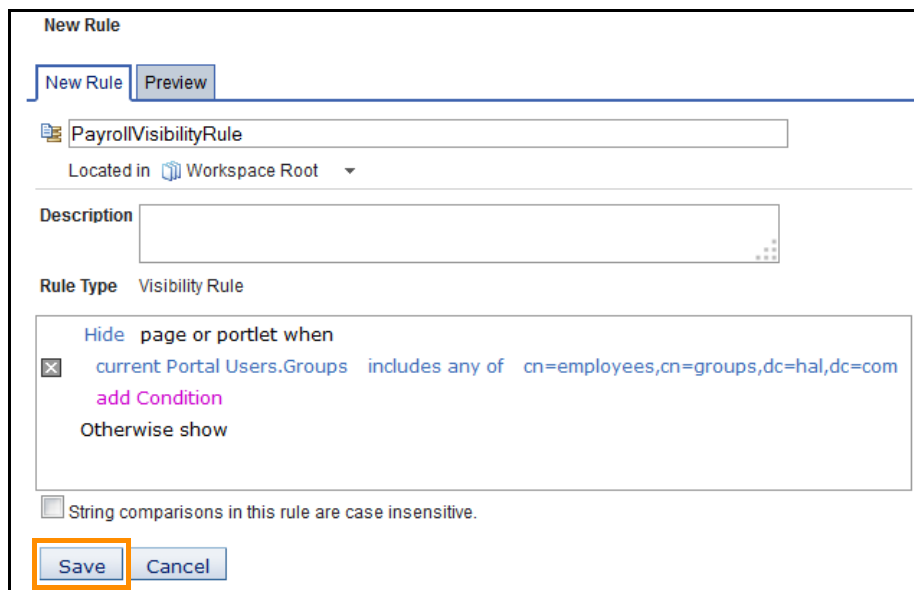 New Rule
New Rule Preview
PayrollVisibilityRule
Located in Workspace Root
Description
Rule Type Visibility Rule
Hide page or portlet when
current Portal Users.Groups includes any of cn=employees,cn=groups,dc=hal,dc=com
add Condition
Otherwise show
String comparisons in this rule are case insensitive.
Save Cancel